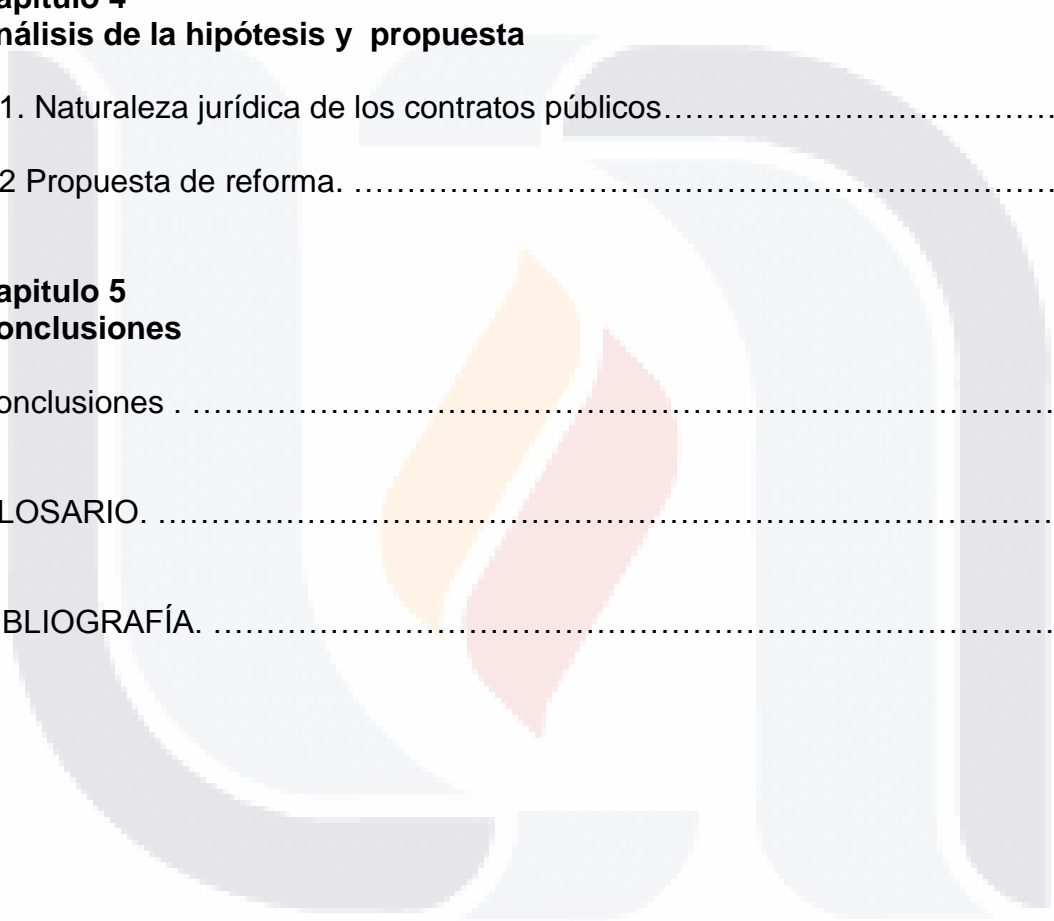 apitulo 4
nálisis de la hipótesis y propuesta
1. Naturaleza jurídica de los contratos públicos……………………………………
2 Propuesta de reforma. …………………………………………………………………
apitulo 5
onclusiones
onclusiones . ………………………………………………………………………………
LOSARIO. …………………………………………………………………………………
BLIOGRAFÍA. ……………………………………………………………………………